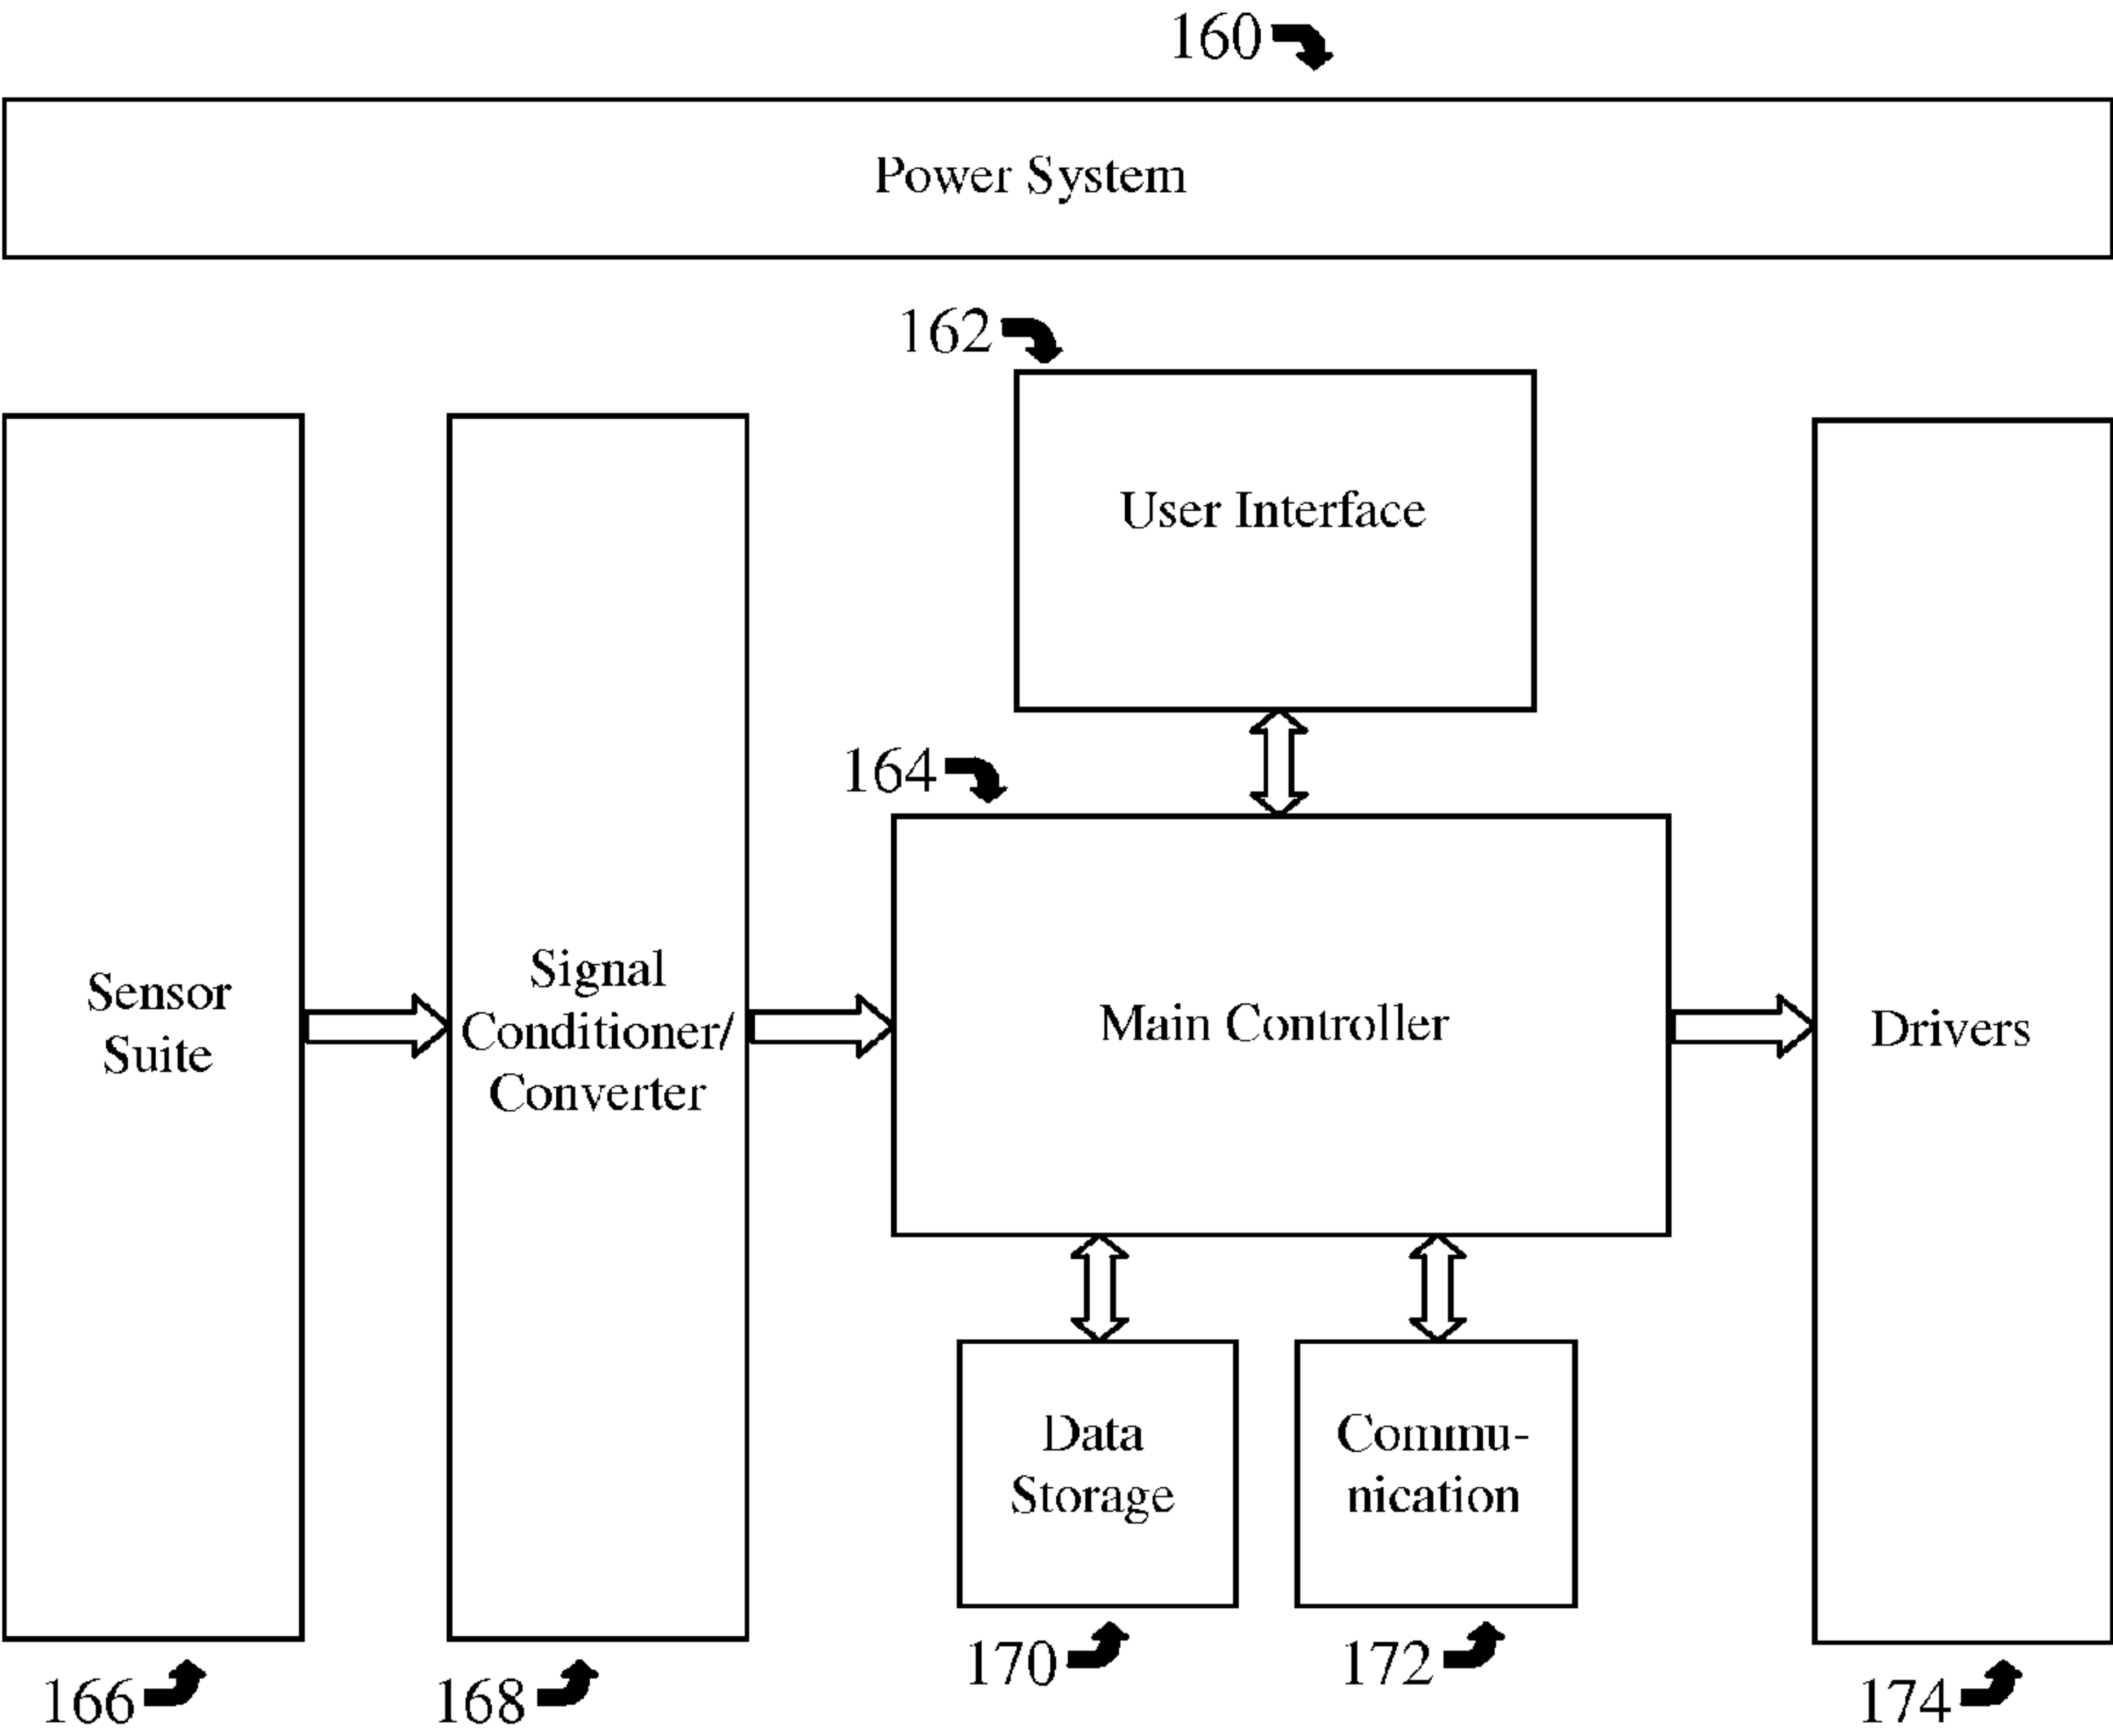 160
Power System
162
User Interface
164
Sensor
Suite
Signal
Conditioner/
Converter
Main Controller
Drivers
Data
Storage
Commu-
nication
166
168
170
172
174